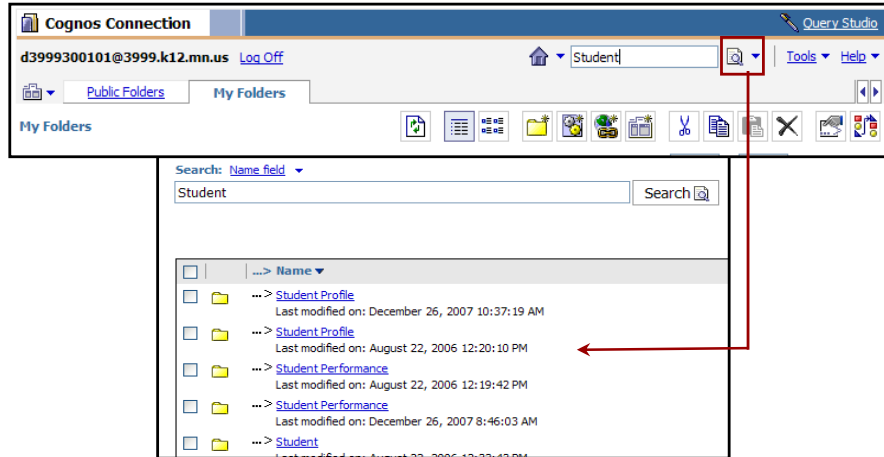 Cognos Connection
Query Studio
d3999300101@3999.k12.mn.us Log Off
Student
Tools Help
Public Folders My Folders
My Folders
Search: Name field
Student Search
...> Name
...> Student Profile
Last modified on: December 26, 2007 10:37:19 AM
...> Student Profile
Last modified on: August 22, 2006 12:20:10 PM
...> Student Performance
Last modified on: August 22, 2006 12:19:42 PM
...> Student Performance
Last modified on: December 26, 2007 8:46:03 AM
...> Student